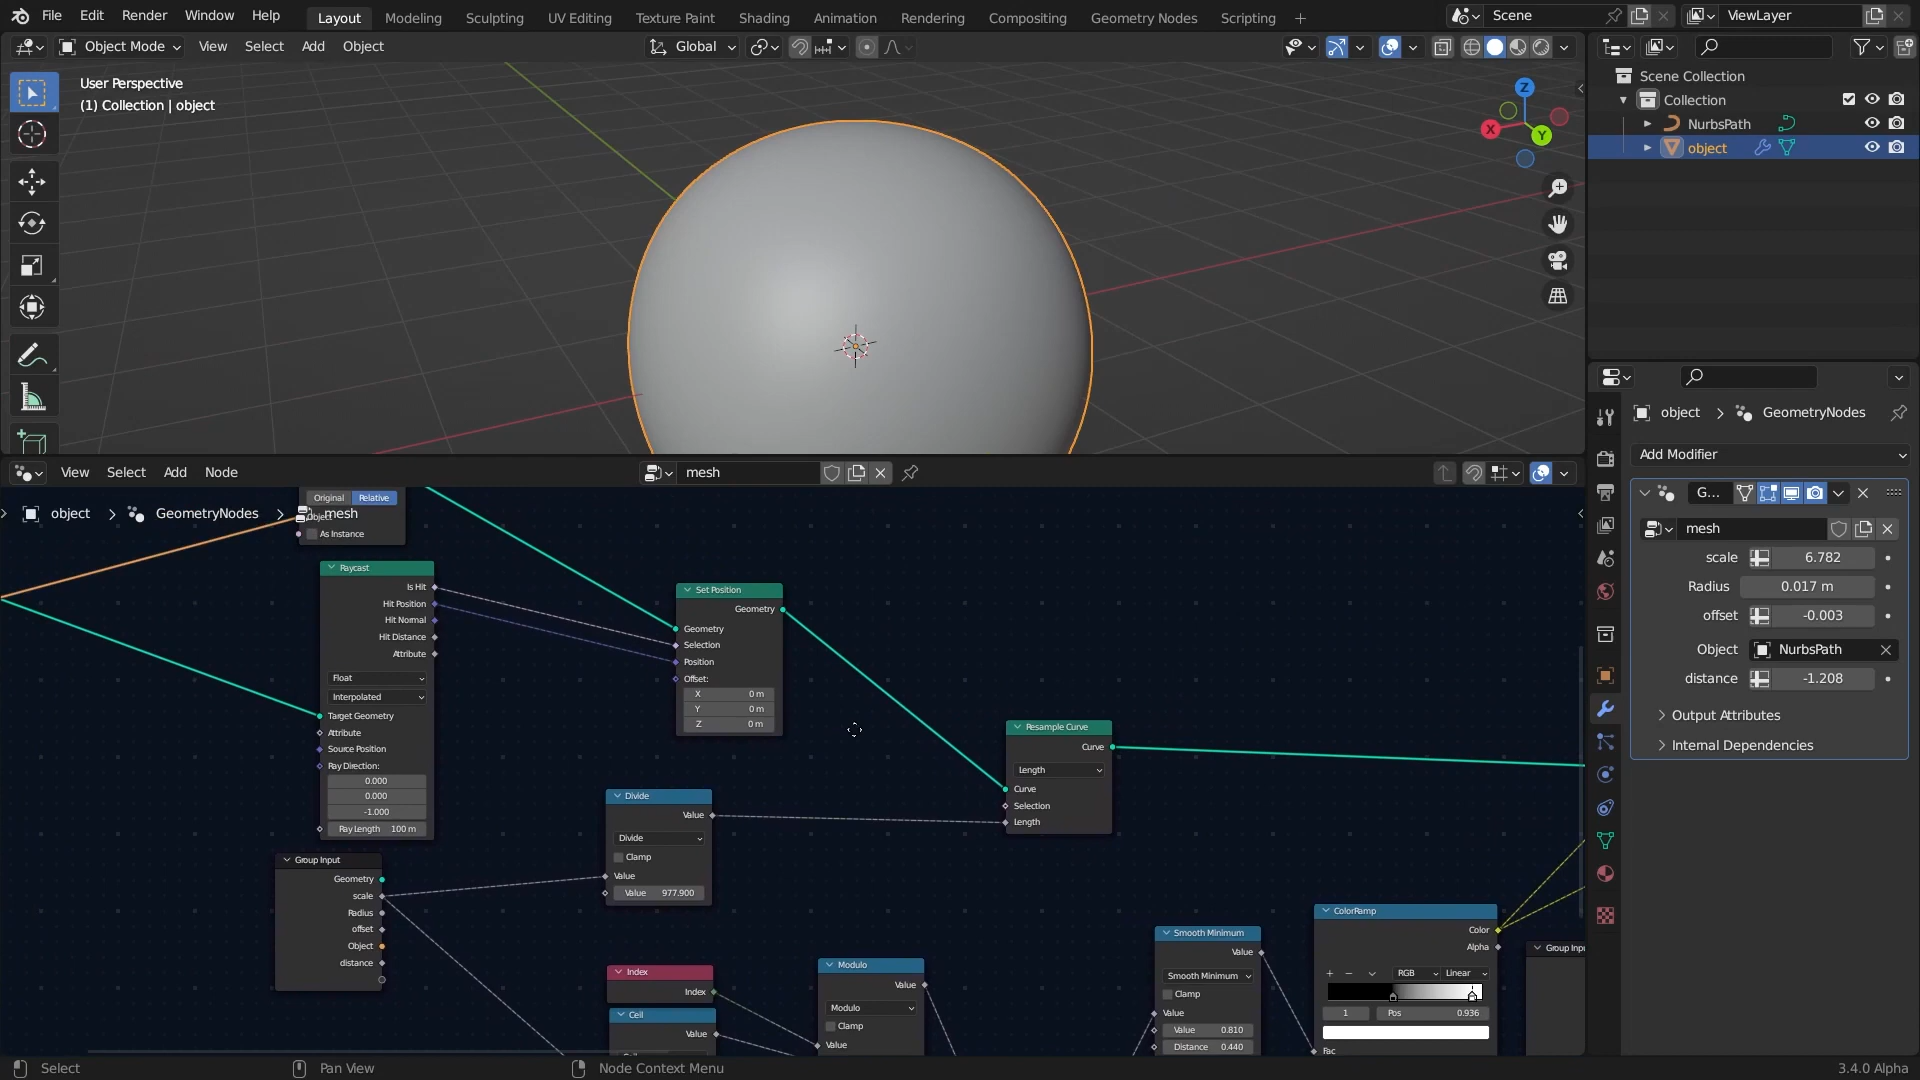 File Edit Render Window Help
Layout Modeling Sculpting UV Editing Texture Paint Shading Animation Rendering Compositing Geometry Nodes Scripting
Scene
ViewLayer
Object Mode View Select Add Object
Global
User Perspective
(1) Collection | object
Z
X
Y
Scene Collection
Collection
NurbsPath
object
View Select Add Node
mesh
object > GeometryNodes > mesh
Original Relative
As Instance
Raycast
Is Hit
Hit Position
Hit Normal
Hit Distance
Attribute
Float
Interpolated
Target Geometry
Attribute
Source Position
Ray Direction:
0.000
0.000
-1.000
Ray Length 100 m
Set Position
Geometry
Geometry
Selection
Position
Offset:
X 0 m
Y 0 m
Z 0 m
Resample Curve
Curve
Length
Curve
Selection
Length
Divide
Value
Divide
Clamp
Value
Value 977.900
Group Input
Geometry
scale
Radius
offset
Object
distance
Index
Index
Ceil
Value
Modulo
Value
Modulo
Clamp
Value
Smooth Minimum
Value
Smooth Minimum
Clamp
Value
Value 0.810
Distance 0.440
ColorRamp
Color
Alpha
RGB Linear
1 Pos 0.936
Fac
Group Inpu
object > GeometryNodes
Add Modifier
G...
mesh
scale 6.782
Radius 0.017 m
offset -0.003
Object NurbsPath
distance -1.208
Output Attributes
Internal Dependencies
Select Pan View Node Context Menu 3.4.0 Alpha